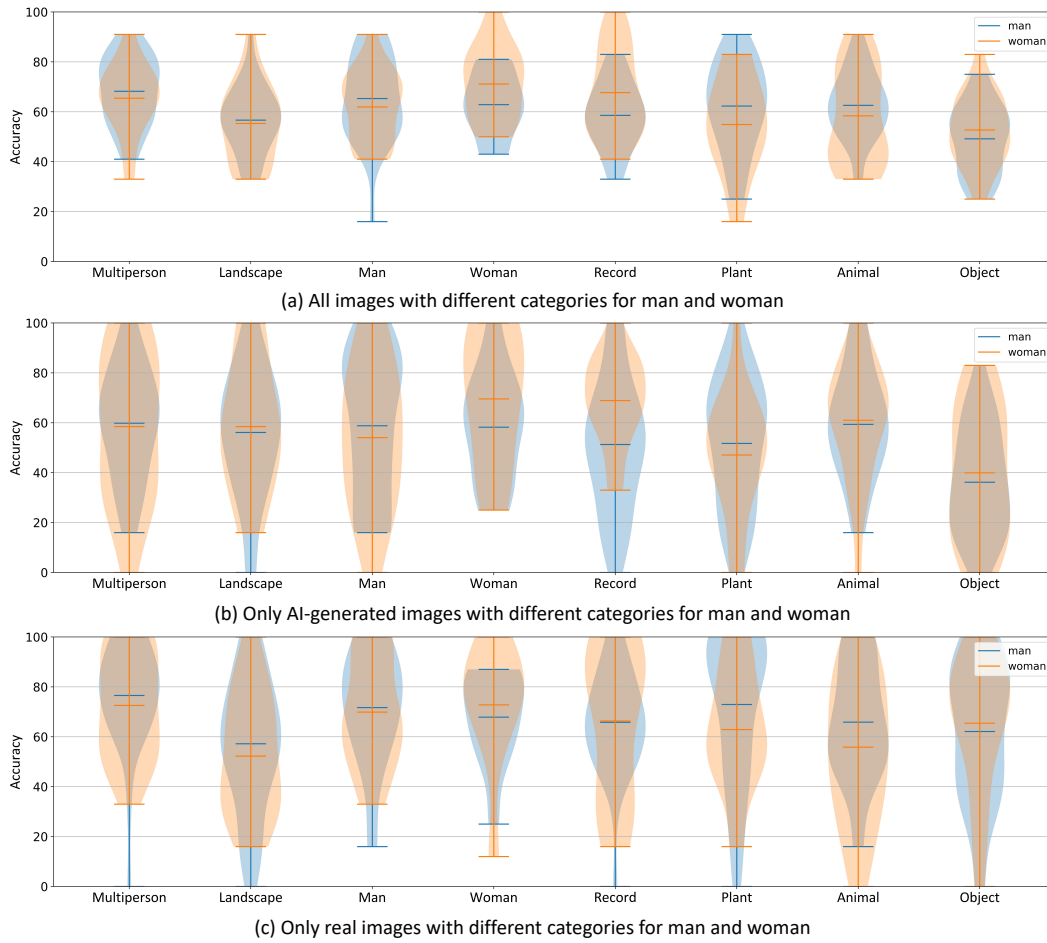 100
80
60
40
20
0
Accuracy
man
woman
Multiperson Landscape Man Woman Record Plant Animal Object
(a) All images with different categories for man and woman
100
80
60
40
20
0
Accuracy
man
woman
Multiperson Landscape Man Woman Record Plant Animal Object
(b) Only AI-generated images with different categories for man and woman
100
80
60
40
20
0
Accuracy
man
woman
Multiperson Landscape Man Woman Record Plant Animal Object
(c) Only real images with different categories for man and woman